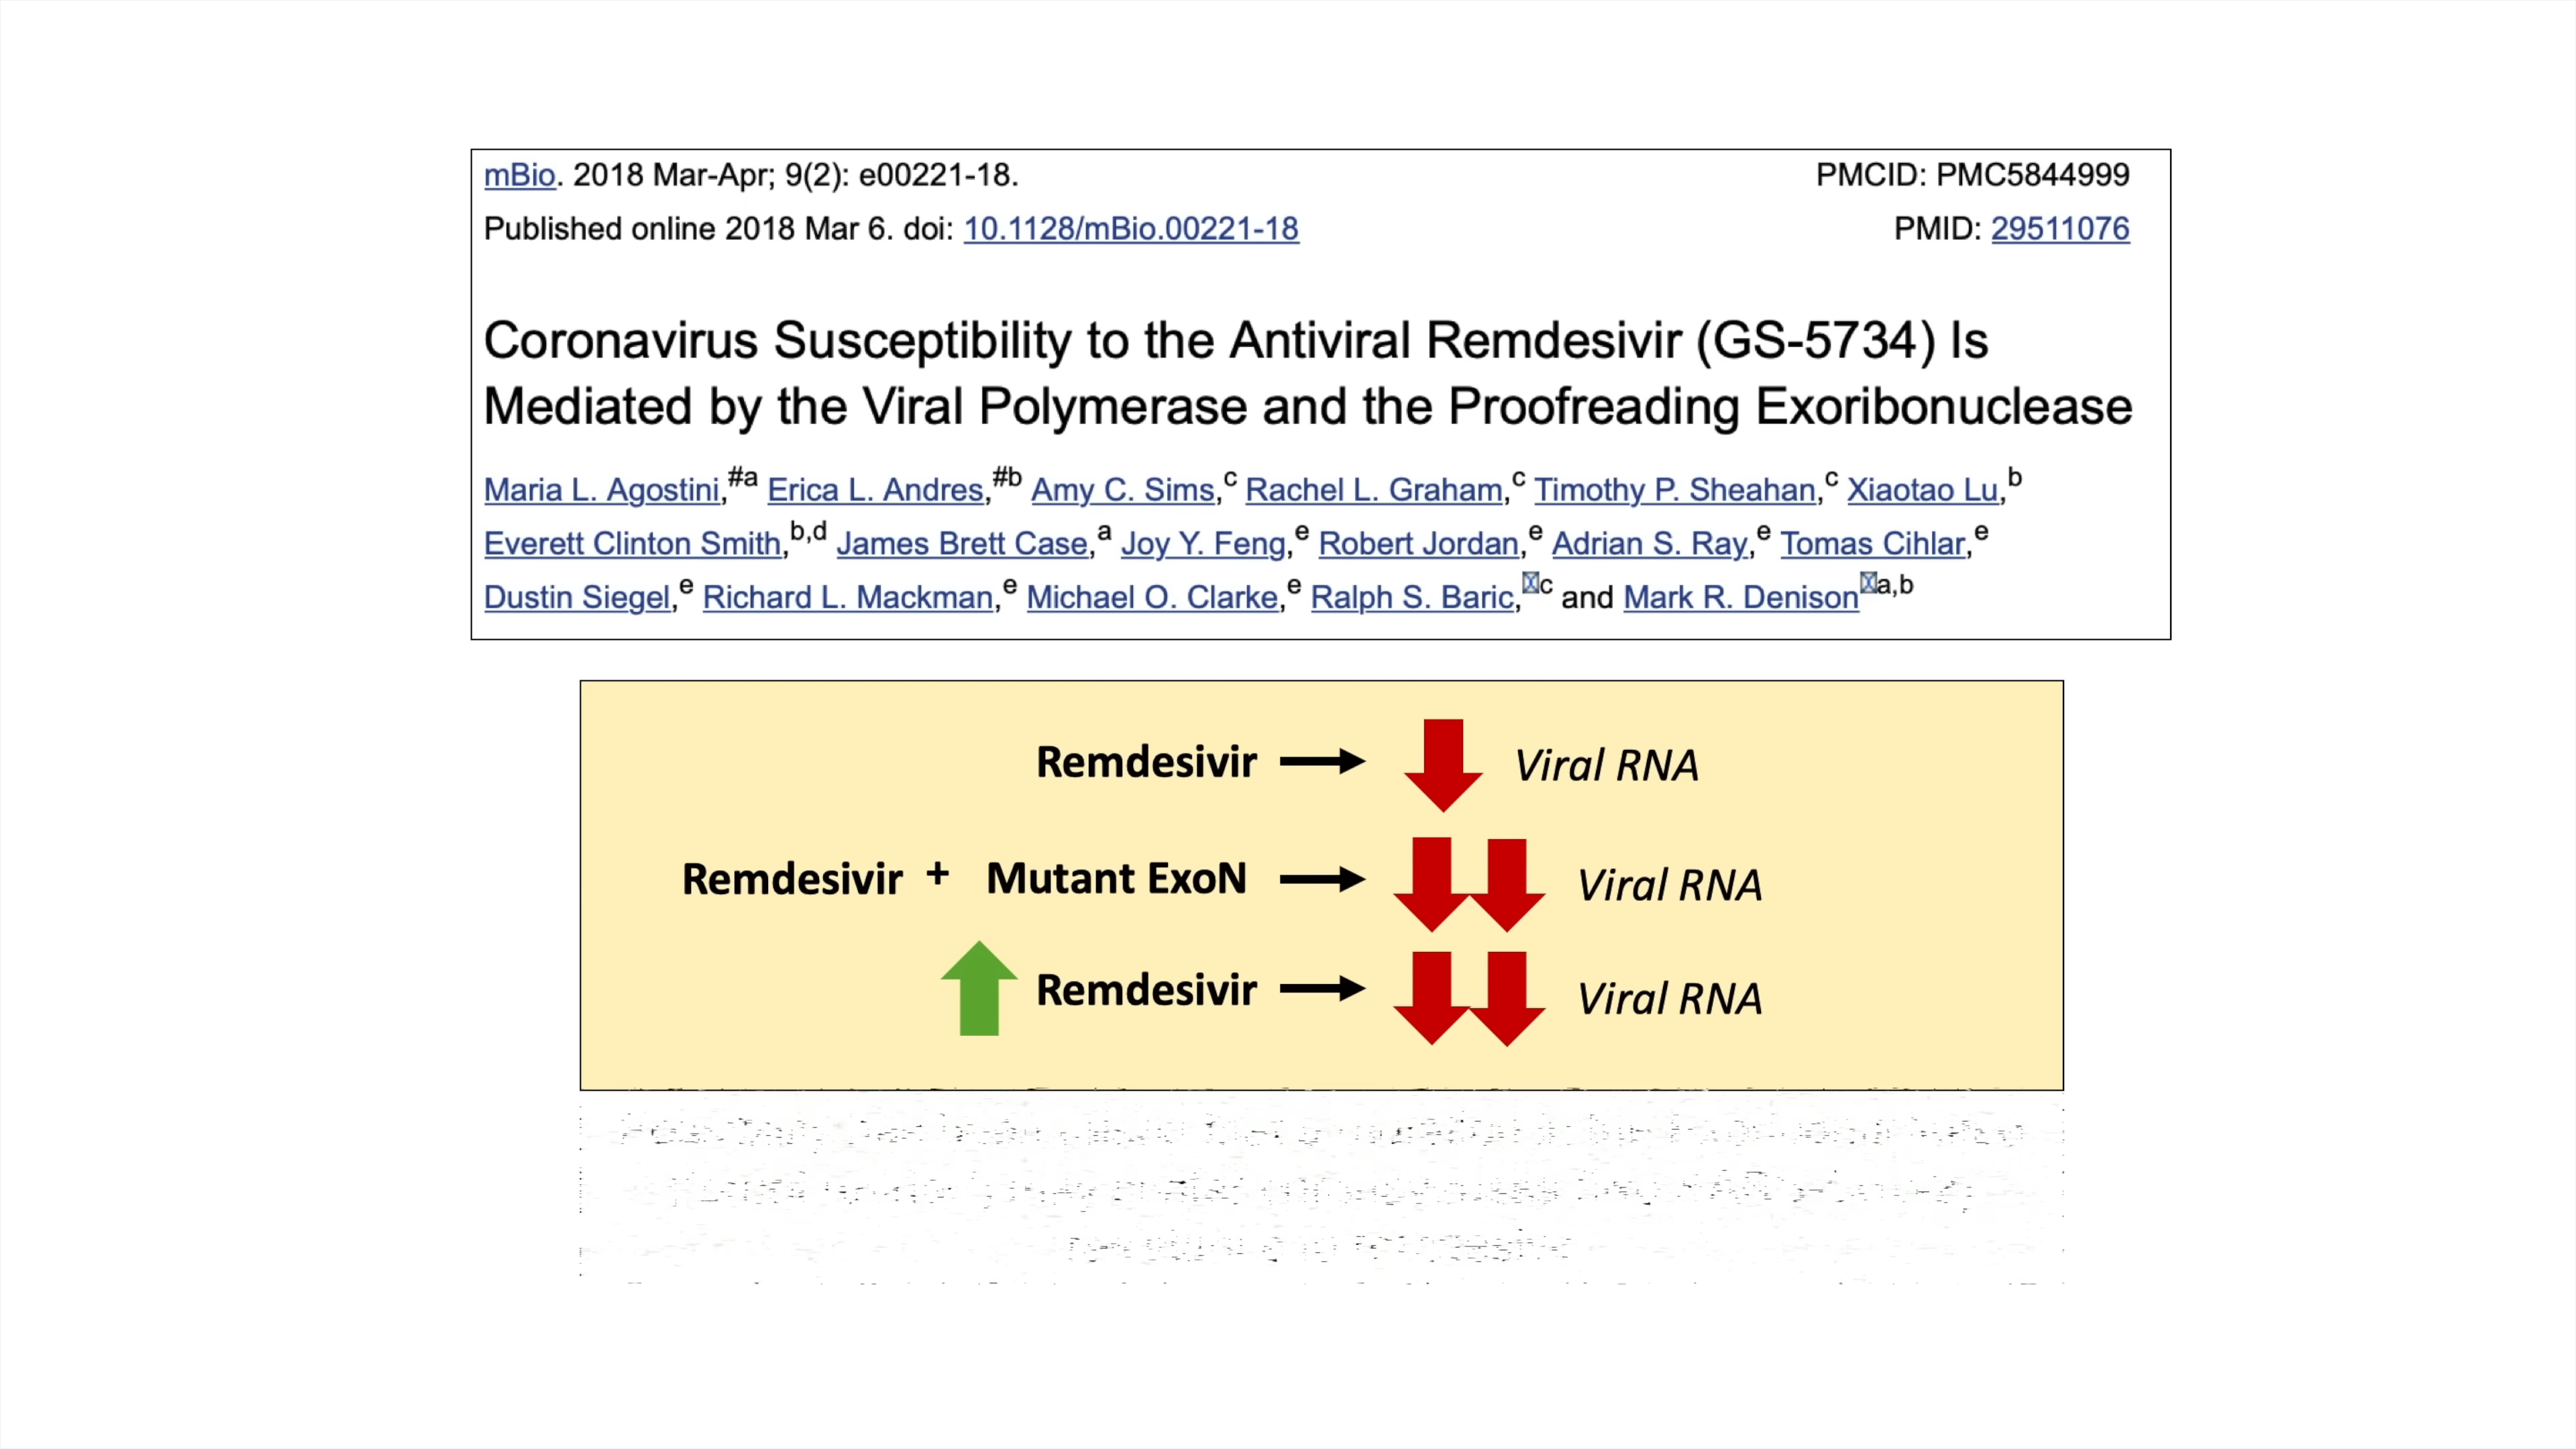 mBio. 2018 Mar-Apr; 9(2): e00221-18.
PMCID: PMC5844999
Published online 2018 Mar 6. doi: 10.1128/mBio.00221-18
PMID: 29511076
Coronavirus Susceptibility to the Antiviral Remdesivir (GS-5734) Is
Mediated by the Viral Polymerase and the Proofreading Exoribonuclease
Maria L. Agostini,#a Erica L. Andres,#b Amy C. Sims,c Rachel L. Graham,c Timothy P. Sheahan,c Xiaotao Lu,b
Everett Clinton Smith,b,d James Brett Case,a Joy Y. Feng,e Robert Jordan,e Adrian S. Ray,e Tomas Cihlar,e
Dustin Siegel,e Richard L. Mackman,e Michael O. Clarke,e Ralph S. Baric,c and Mark R. Denisona,b
Remdesivir → Viral RNA
Remdesivir + Mutant ExoN → Viral RNA
Remdesivir → Viral RNA